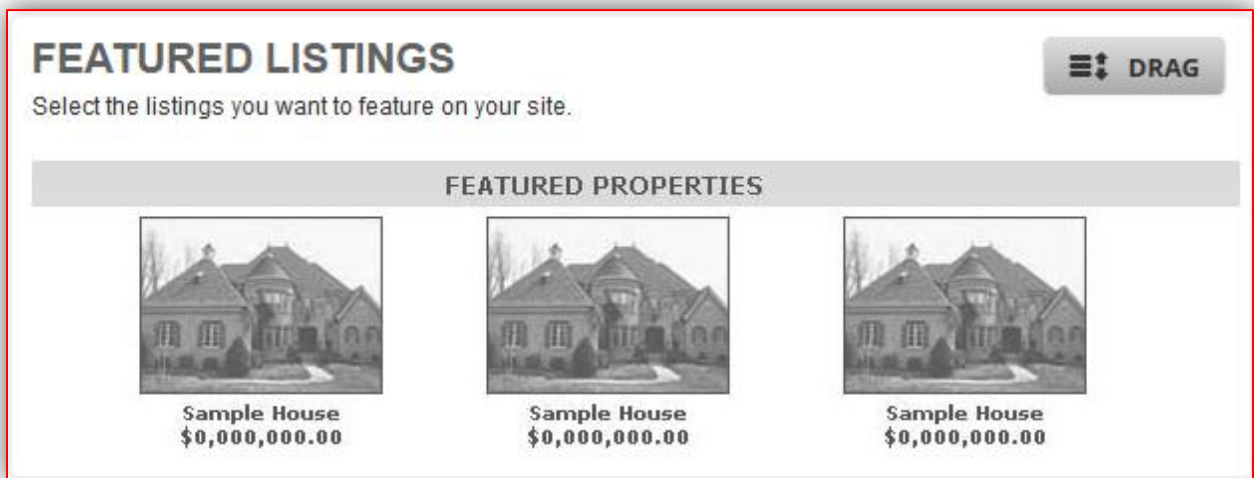 FEATURED LISTINGS
DRAG
Select the listings you want to feature on your site.
FEATURED PROPERTIES
Sample House
$0,000,000.00
Sample House
$0,000,000.00
Sample House
$0,000,000.00